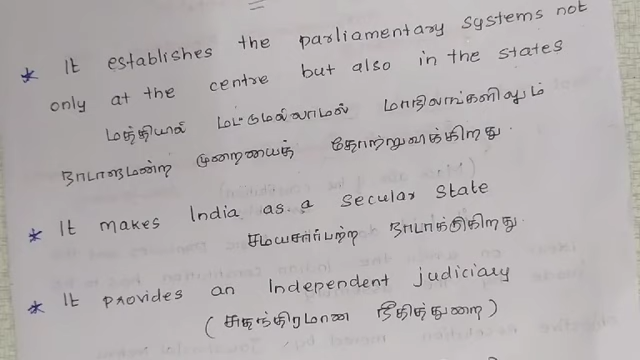 * It establishes the parliamentary systems not
only at the centre but also in the states
மத்தியில் மட்டுமல்லாமல் மாநிலங்களிலும்
நாடாளுமன்ற முறையைத் தோற்றுவிக்கிறது.
* It makes India as a secular state
சமயசார்பற்ற நாடாக்குகிறது.
* It provides an Independent judiciary
(சுதந்திரமான நீதித்துறை)